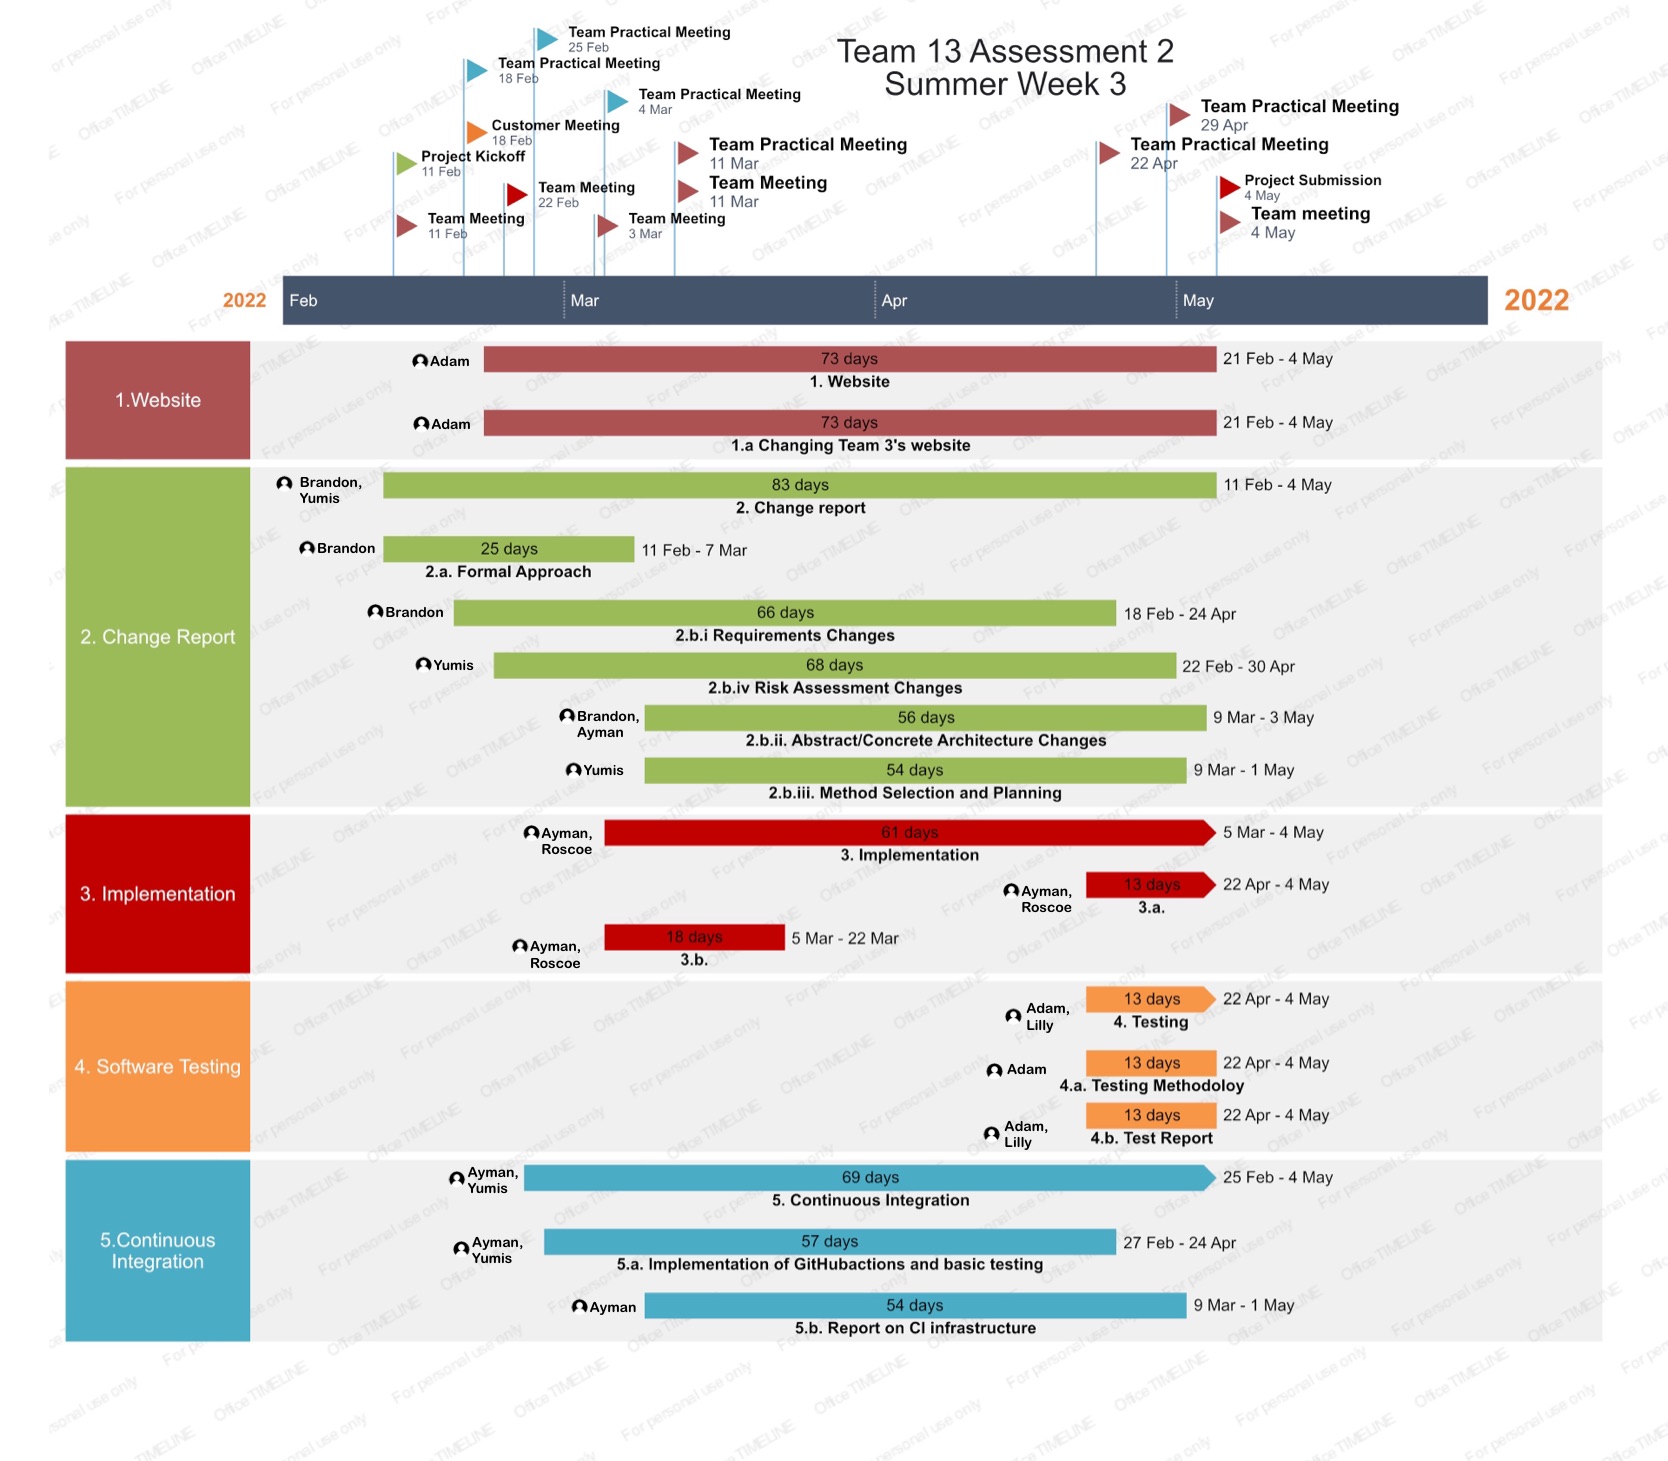 Team 13 Assessment 2
Summer Week 3
Team Practical Meeting
25 Feb
Team Practical Meeting
18 Feb
Team Practical Meeting
4 Mar
Customer Meeting
18 Feb
Project Kickoff
11 Feb
Team Meeting
22 Feb
Team Meeting
11 Feb
Team Meeting
3 Mar
Team Practical Meeting
11 Mar
Team Meeting
11 Mar
Team Practical Meeting
29 Apr
Team Practical Meeting
22 Apr
Project Submission
4 May
Team meeting
4 May
2022
Feb
Mar
Apr
May
2022
1.Website
Adam
73 days
21 Feb - 4 May
1. Website
Adam
73 days
21 Feb - 4 May
1.a Changing Team 3's website
2. Change Report
Brandon,
Yumis
83 days
11 Feb - 4 May
2. Change report
Brandon
25 days
11 Feb - 7 Mar
2.a. Formal Approach
Brandon
66 days
18 Feb - 24 Apr
2.b.i Requirements Changes
Yumis
68 days
22 Feb - 30 Apr
2.b.iv Risk Assessment Changes
Brandon,
Ayman
56 days
9 Mar - 3 May
2.b.ii. Abstract/Concrete Architecture Changes
Yumis
54 days
9 Mar - 1 May
2.b.iii. Method Selection and Planning
3. Implementation
Ayman,
Roscoe
61 days
5 Mar - 4 May
3. Implementation
Ayman,
Roscoe
13 days
22 Apr - 4 May
3.a.
Ayman,
Roscoe
18 days
5 Mar - 22 Mar
3.b.
4. Software Testing
Adam,
Lilly
13 days
22 Apr - 4 May
4. Testing
Adam
13 days
22 Apr - 4 May
4.a. Testing Methodoloy
Adam,
Lilly
13 days
22 Apr - 4 May
4.b. Test Report
5.Continuous
Integration
Ayman,
Yumis
69 days
25 Feb - 4 May
5. Continuous Integration
Ayman,
Yumis
57 days
27 Feb - 24 Apr
5.a. Implementation of GitHubactions and basic testing
Ayman
54 days
9 Mar - 1 May
5.b. Report on CI infrastructure
For personal use only
Office TIMELINE